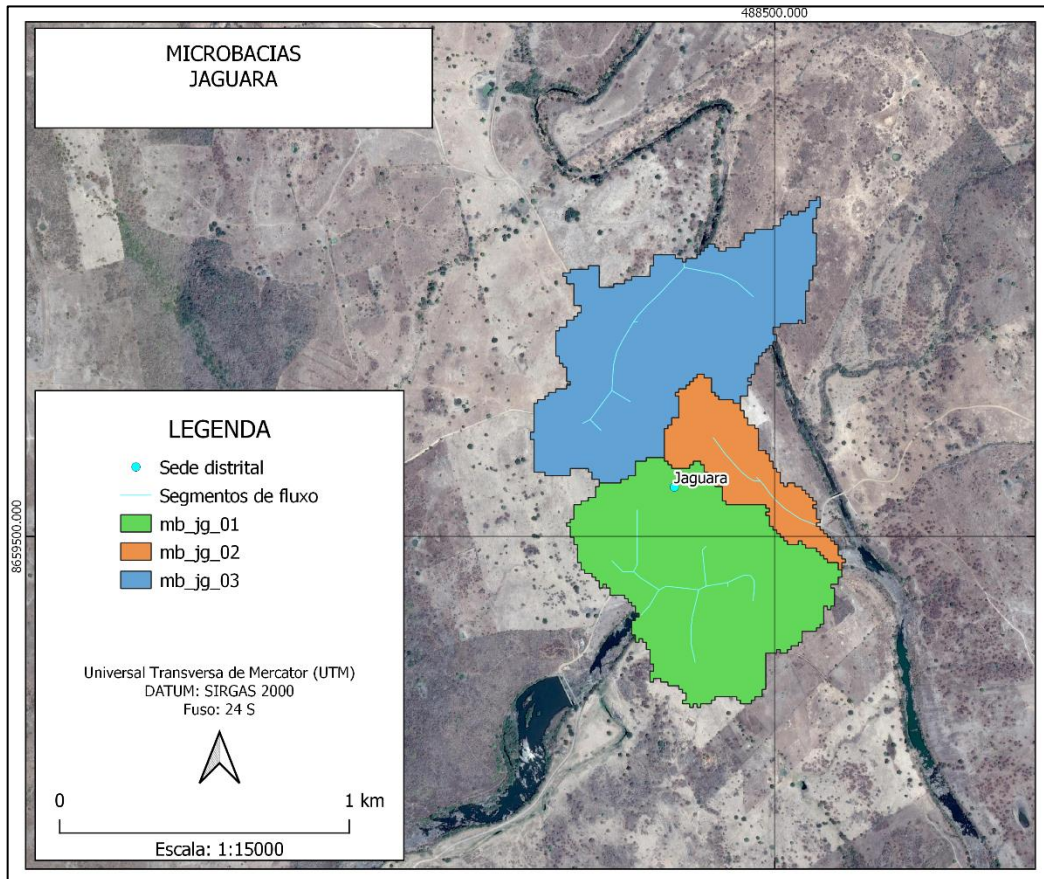 488500.000
MICROBACIAS
JAGUARA
LEGENDA
Sede distrital
Segmentos de fluxo
mb_jg_01
mb_jg_02
mb_jg_03
Jaguara
8659500.000
Universal Transversa de Mercator (UTM)
DATUM: SIRGAS 2000
Fuso: 24 S
0 1 km
Escala: 1:15000